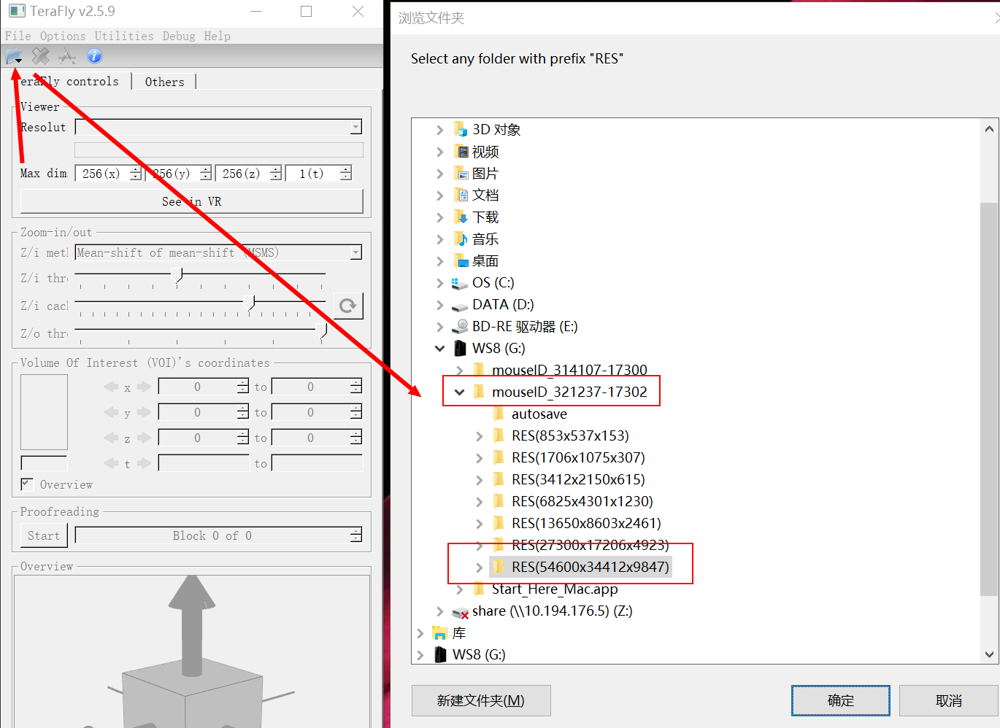 TeraFly v2.5.9
File Options Utilities Debug Help
TeraFly controls
Others
Viewer
Resolut
Max dim
256(x)
256(y)
256(z)
1(t)
See in VR
Zoom-in/out
Z/i meth
Mean-shift of mean-shift (MSMS)
Z/i thre
Z/i cach
Z/o thre
Volume Of Interest (VOI)'s coordinates
x 0 to 0
y 0 to 0
z 0 to 0
t to
Overview
Proofreading
Start
Block 0 of 0
Overview
浏览文件夹
Select any folder with prefix "RES"
3D 对象
视频
图片
文档
下载
音乐
桌面
OS (C:)
DATA (D:)
BD-RE 驱动器 (E:)
WS8 (G:)
mouseID_314107-17300
mouseID_321237-17302
autosave
RES(853x537x153)
RES(1706x1075x307)
RES(3412x2150x615)
RES(6825x4301x1230)
RES(13650x8603x2461)
RES(27300x17206x4923)
RES(54600x34412x9847)
Start_Here_Mac.app
share (\\10.194.176.5) (Z:)
库
WS8 (G:)
新建文件夹(M)
确定
取消